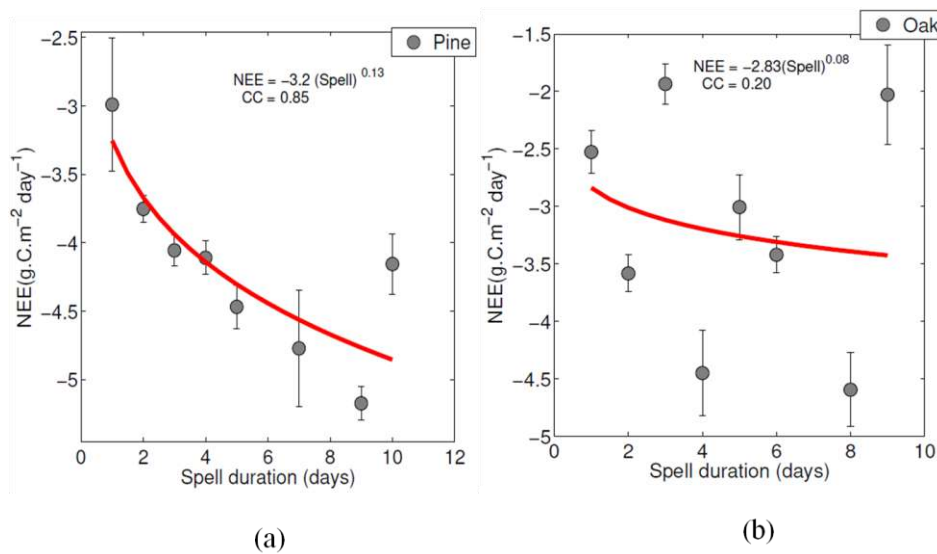 Pine
NEE = −3.2 (Spell)^0.13
CC = 0.85
NEE(g.C.m−2 day−1)
−2.5
−3
−3.5
−4
−4.5
−5
0 2 4 6 8 10 12
Spell duration (days)
(a)
Oak
NEE = −2.83(Spell)^0.08
CC = 0.20
NEE(g.C.m−2 day−1)
−1.5
−2
−2.5
−3
−3.5
−4
−4.5
−5
0 2 4 6 8 10
Spell duration (days)
(b)